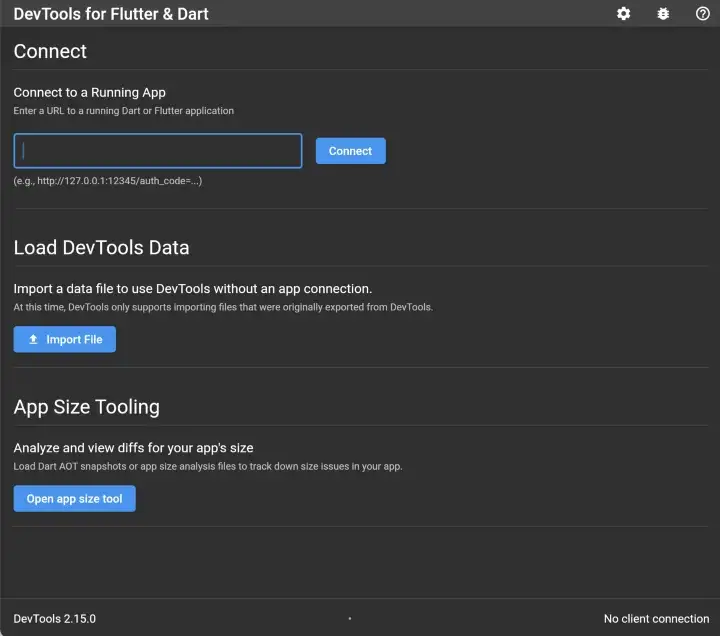 DevTools for Flutter & Dart
Connect
Connect to a Running App
Enter a URL to a running Dart or Flutter application
Connect
(e.g., http://127.0.0.1:12345/auth_code=...)
Load DevTools Data
Import a data file to use DevTools without an app connection.
At this time, DevTools only supports importing files that were originally exported from DevTools.
Import File
App Size Tooling
Analyze and view diffs for your app's size
Load Dart AOT snapshots or app size analysis files to track down size issues in your app.
Open app size tool
DevTools 2.15.0
No client connection